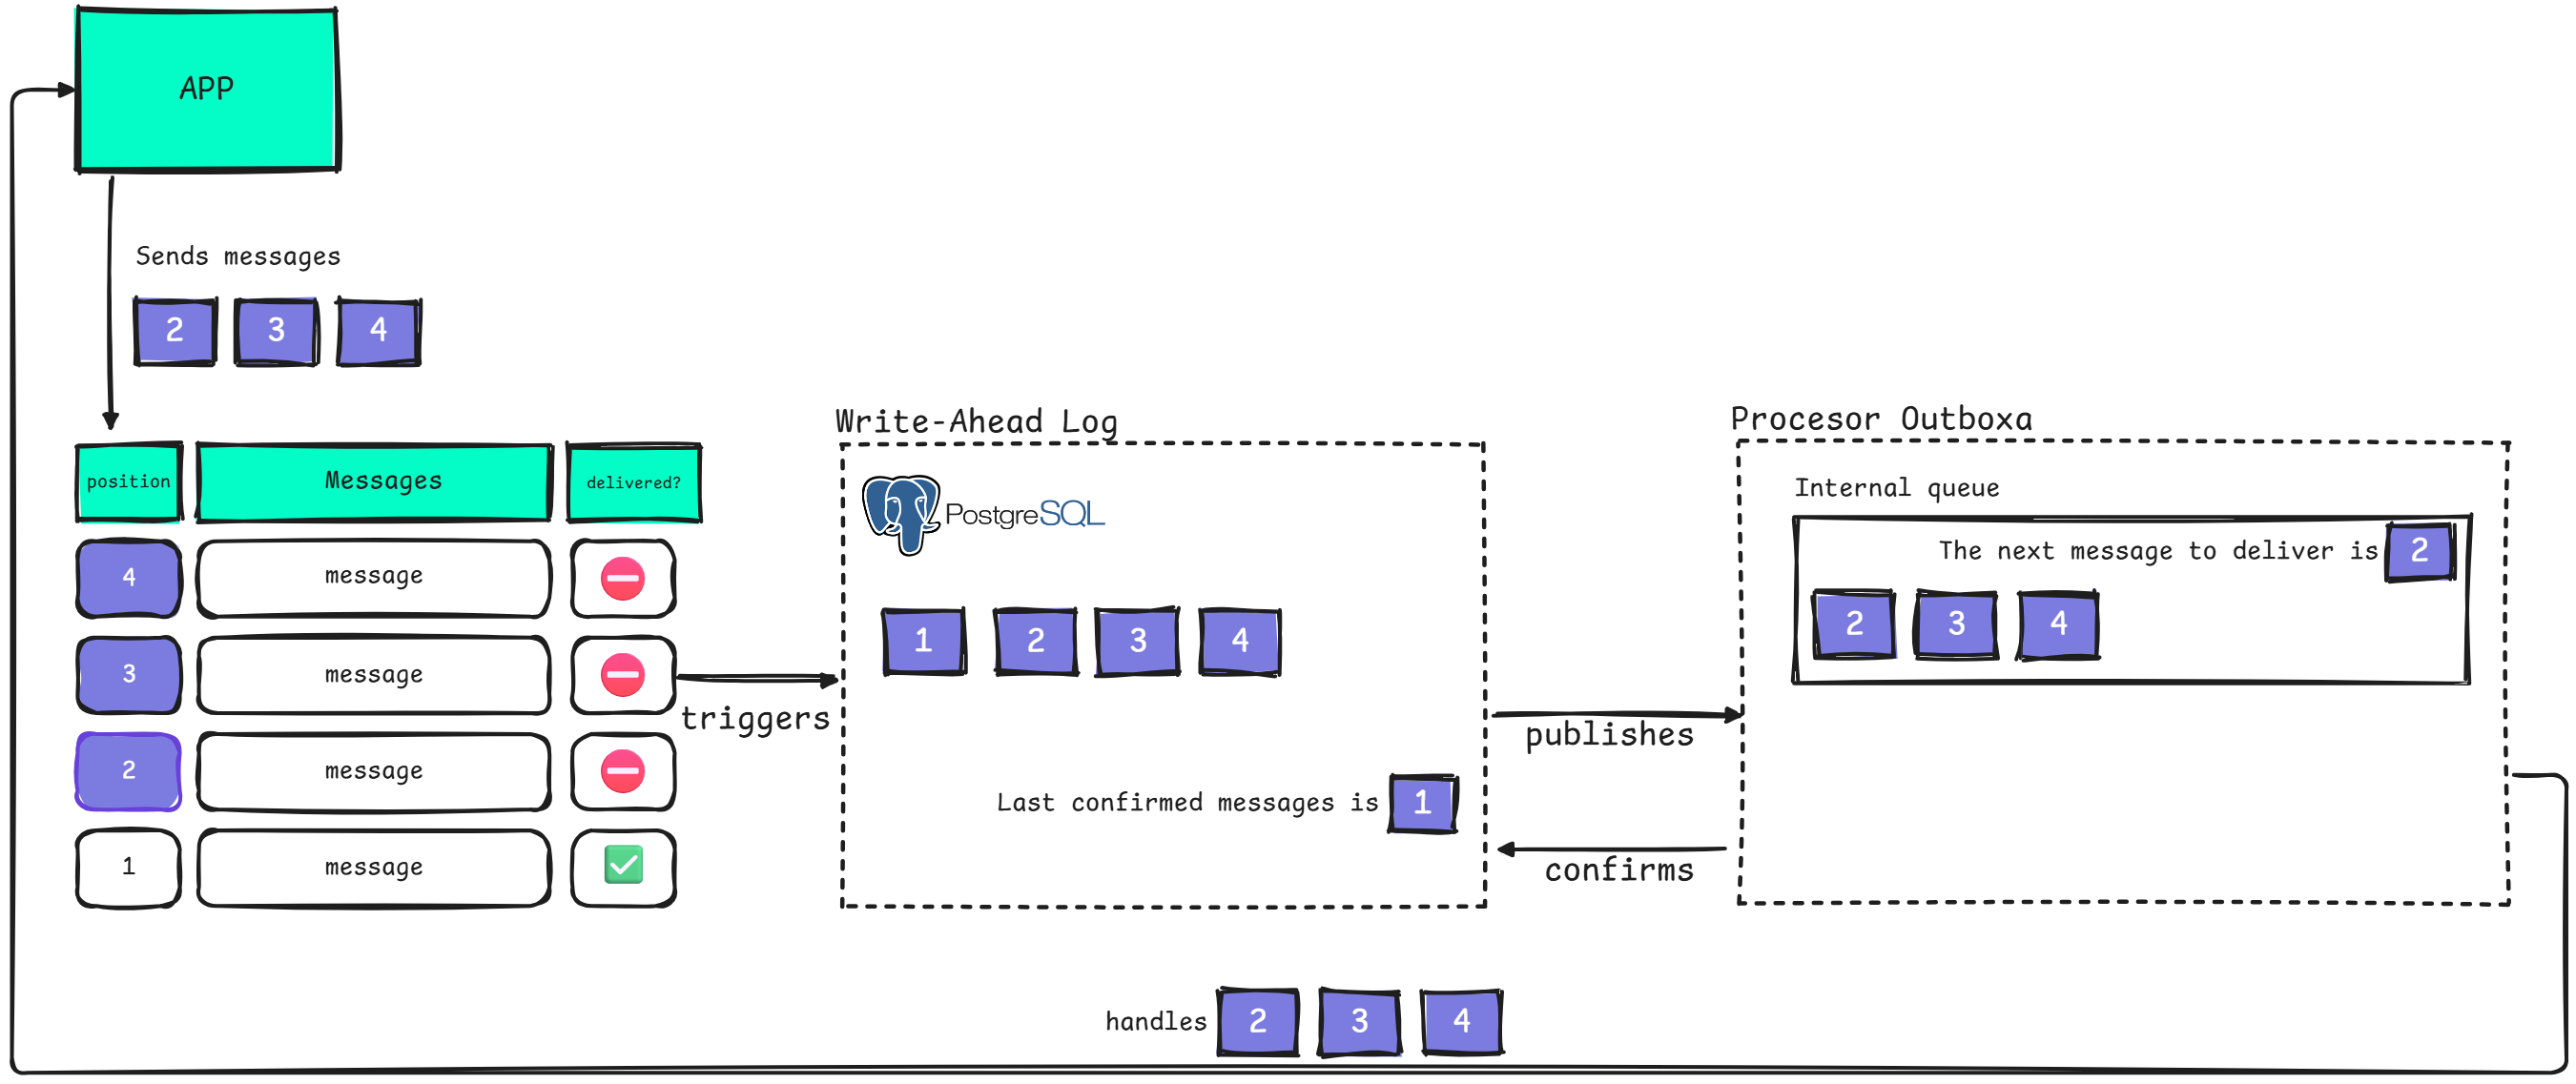 APP
Sends messages
2 3 4
position Messages delivered?
4 message
3 message
2 message
1 message
triggers
Write-Ahead Log
PostgreSQL
1 2 3 4
Last confirmed messages is 1
publishes
confirms
Procesor Outboxa
Internal queue
The next message to deliver is 2
2 3 4
handles 2 3 4